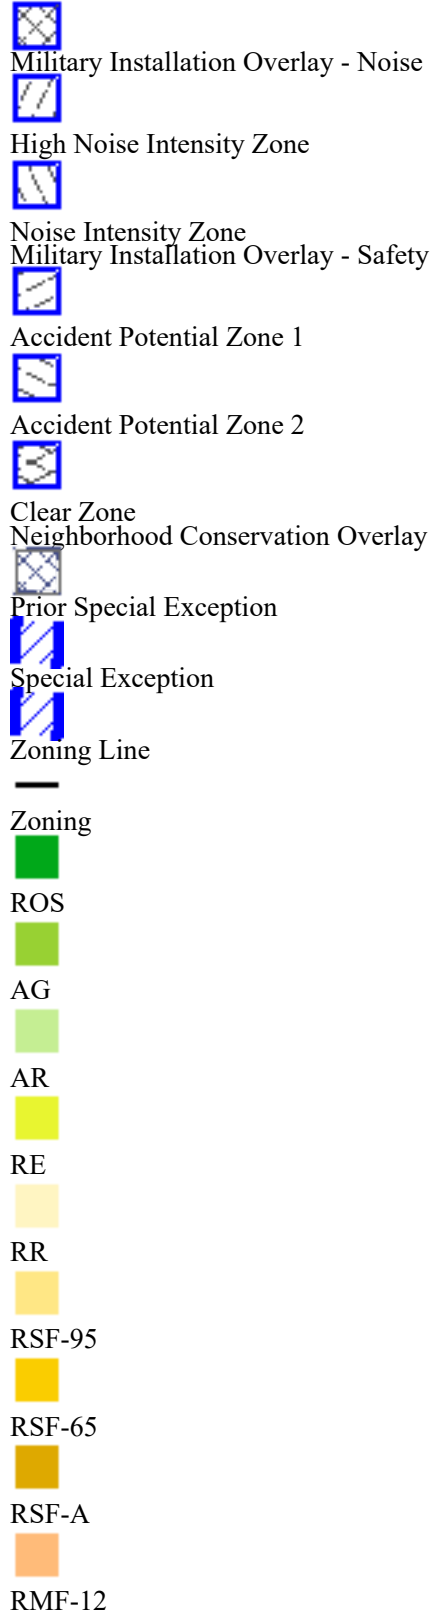 Military Installation Overlay - Noise
High Noise Intensity Zone
Noise Intensity Zone
Military Installation Overlay - Safety
Accident Potential Zone 1
Accident Potential Zone 2
Clear Zone
Neighborhood Conservation Overlay
Prior Special Exception
Special Exception
Zoning Line
Zoning
ROS
AG
AR
RE
RR
RSF-95
RSF-65
RSF-A
RMF-12